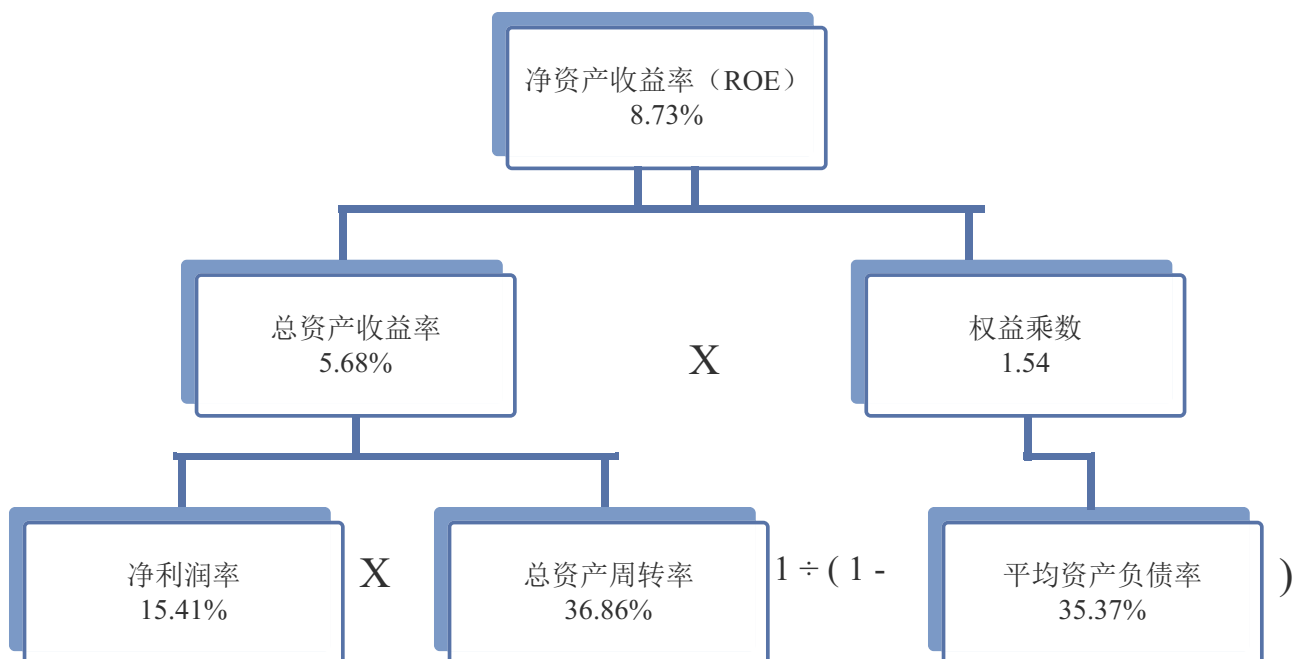 净资产收益率（ROE）
8.73%
总资产收益率
5.68%
X
权益乘数
1.54
净利润率
15.41%
X
总资产周转率
36.86%
1 ÷ ( 1 -
平均资产负债率
35.37%
)